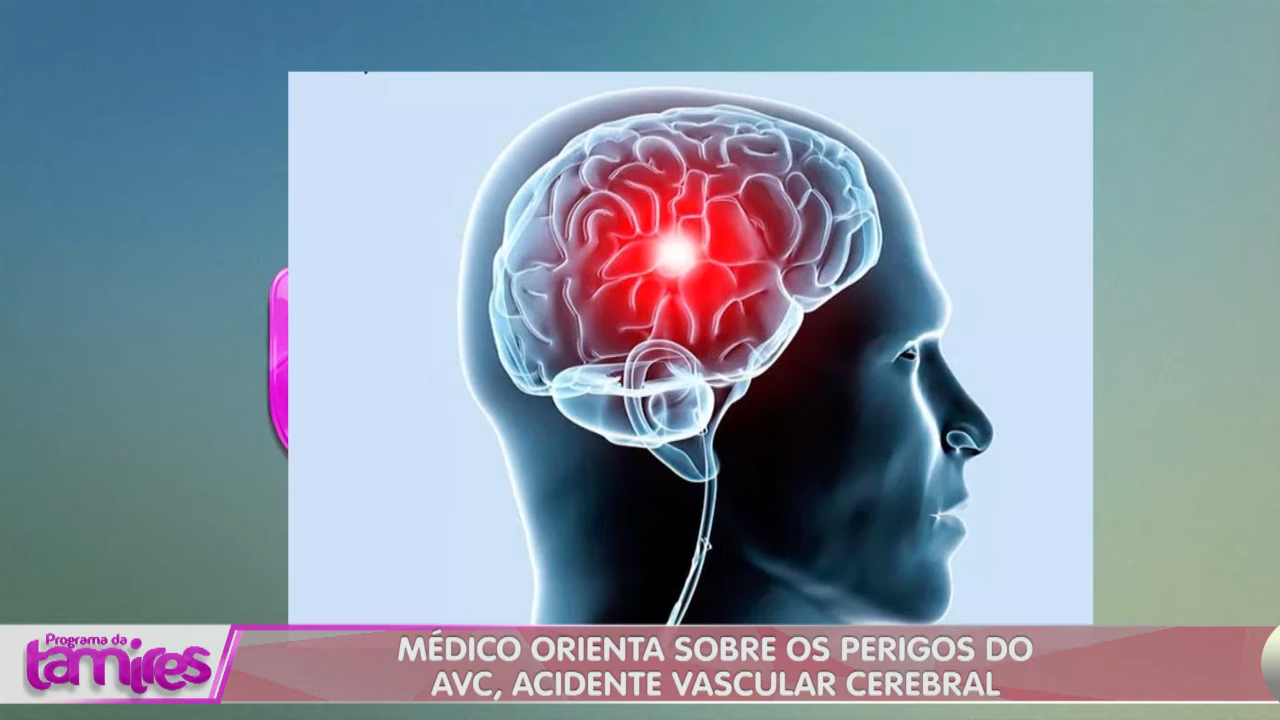 Programa da
tamires
MÉDICO ORIENTA SOBRE OS PERIGOS DO
AVC, ACIDENTE VASCULAR CEREBRAL